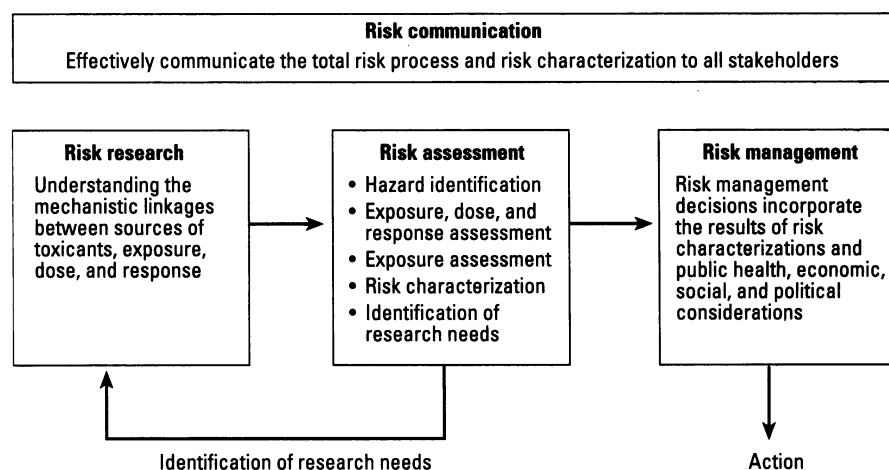 Risk communication
Effectively communicate the total risk process and risk characterization to all stakeholders
Risk research
Understanding the
mechanistic linkages
between sources of
toxicants, exposure,
dose, and response
Risk assessment
• Hazard identification
• Exposure, dose, and
response assessment
• Exposure assessment
• Risk characterization
• Identification of
research needs
Risk management
Risk management
decisions incorporate
the results of risk
characterizations and
public health, economic,
social, and political
considerations
Identification of research needs
Action